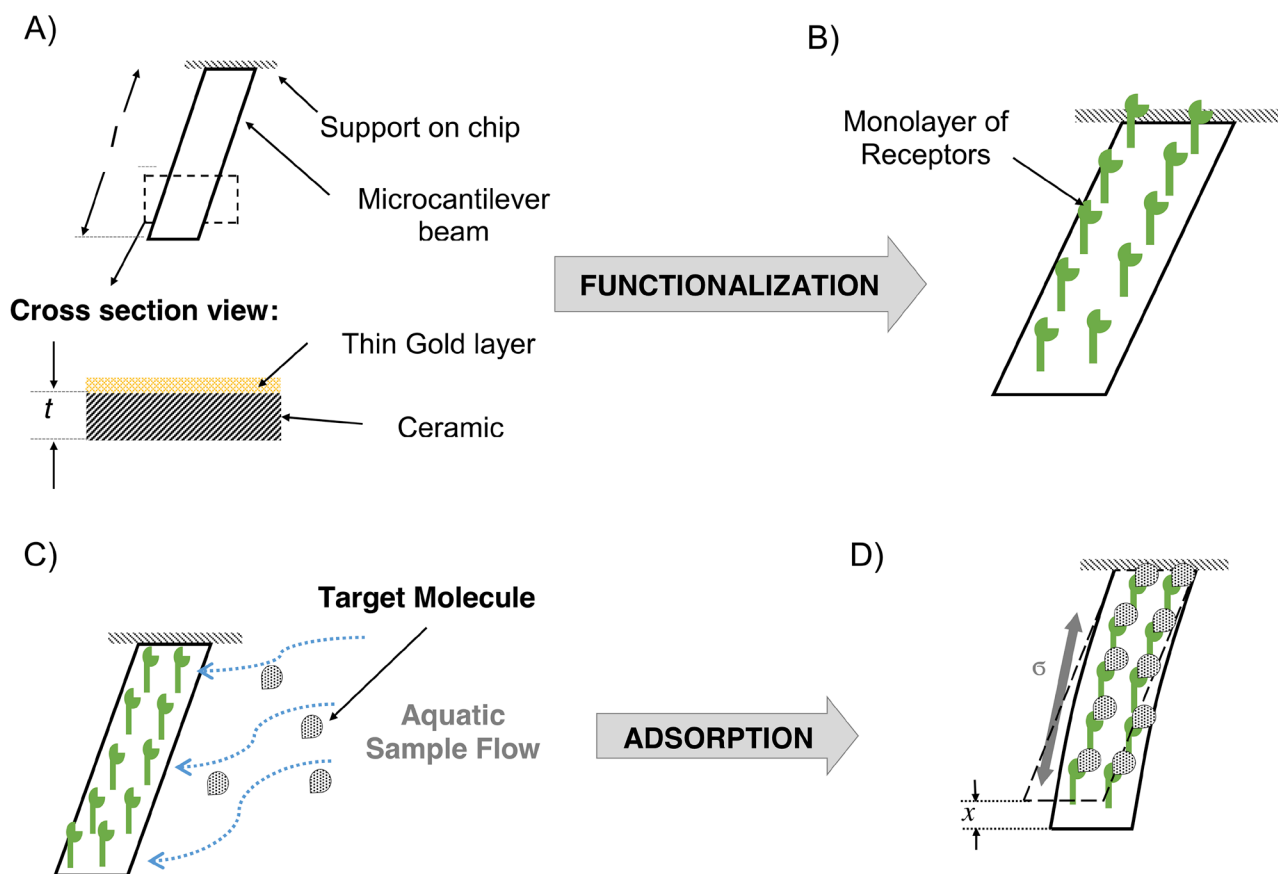 A)
l
Support on chip
Microcantilever
beam
Cross section view:
Thin Gold layer
t
Ceramic
FUNCTIONALIZATION
B)
Monolayer of
Receptors
C)
Target Molecule
Aquatic
Sample Flow
ADSORPTION
D)
σ
x